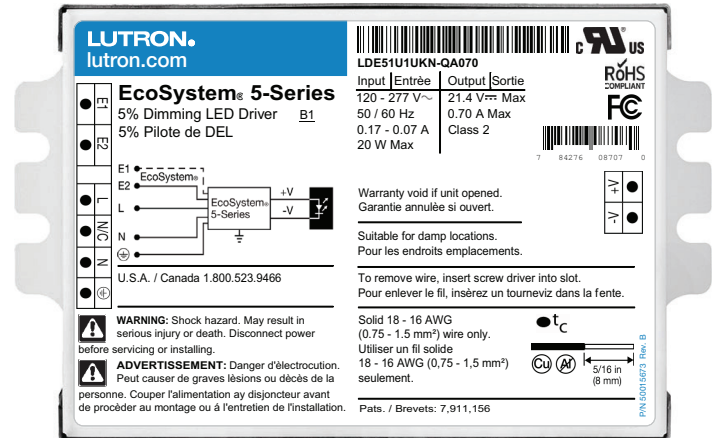 LUTRON.
lutron.com
EcoSystem® 5-Series
5% Dimming LED Driver B1
5% Pilote de DEL
E1
E2
L
N/C
N
E1
EcoSystem®
E2
L
N
EcoSystem®
5-Series
+V
-V
U.S.A. / Canada 1.800.523.9466
WARNING: Shock hazard. May result in
serious injury or death. Disconnect power
before servicing or installing.
ADVERTISSEMENT: Danger d'èlectrocution.
Peut causer de graves lèsions ou dècès de la
personne. Couper l'alimentation ay disjoncteur avant
de procèder au montage ou á l'entretien de l'installation.
LDE51U1UKN-QA070
Input Entrèe Output Sortie
120 - 277 V~ 21.4 V⎓ Max
50 / 60 Hz 0.70 A Max
0.17 - 0.07 A Class 2
20 W Max
c RU US
RoHS
COMPLIANT
FC
7 84276 08707 0
+V
-V
Warranty void if unit opened.
Garantie annulèe si ouvert.
Suitable for damp locations.
Pour les endroits emplacements.
To remove wire, insert screw driver into slot.
Pour enlever le fil, insèrez un tourneviz dans la fente.
Solid 18 - 16 AWG
(0.75 - 1.5 mm²) wire only.
Utiliser un fil solide
18 - 16 AWG (0,75 - 1,5 mm²)
seulement.
tc
Cu Al
5/16 in
(8 mm)
Pats. / Brevets: 7,911,156
P/N 50015673 Rev. B